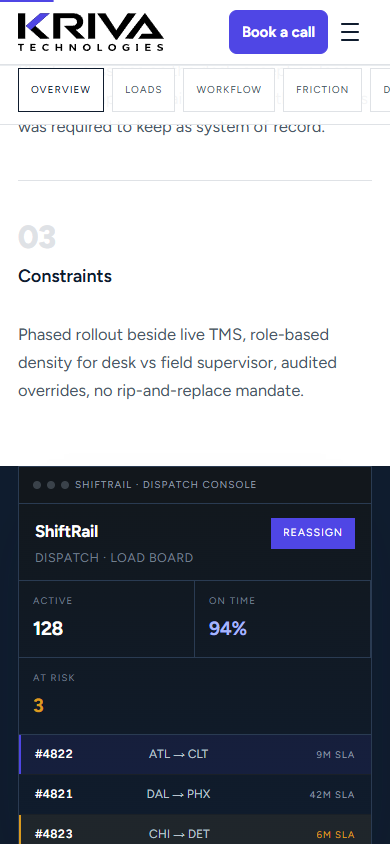 KRIVA
TECHNOLOGIES
Book a call
OVERVIEW
LOADS
WORKFLOW
FRICTION
D
was required to keep as system of record.
03
Constraints
Phased rollout beside live TMS, role-based
density for desk vs field supervisor, audited
overrides, no rip-and-replace mandate.
SHIFTRAIL · DISPATCH CONSOLE
ShiftRail
DISPATCH · LOAD BOARD
REASSIGN
ACTIVE
128
ON TIME
94%
AT RISK
3
#4822 ATL → CLT 9M SLA
#4821 DAL → PHX 42M SLA
#4823 CHI → DET 6M SLA